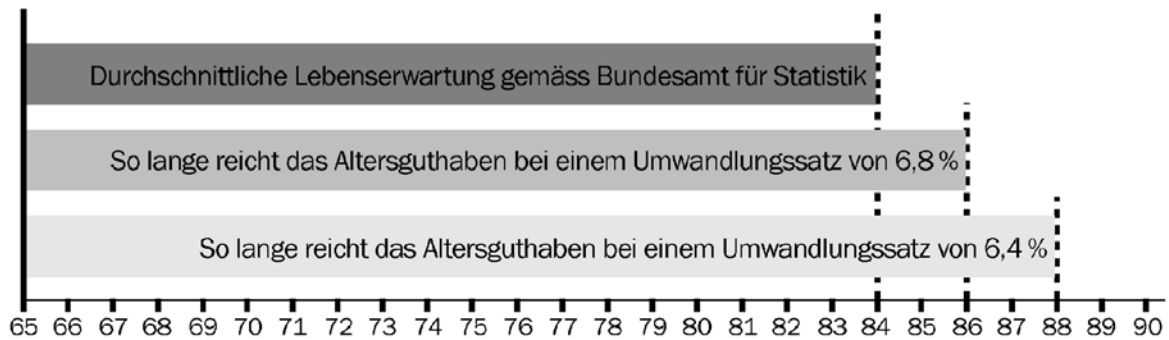 Durchschnittliche Lebenserwartung gemäss Bundesamt für Statistik
So lange reicht das Altersguthaben bei einem Umwandlungssatz von 6,8 %
So lange reicht das Altersguthaben bei einem Umwandlungssatz von 6,4 %
65 66 67 68 69 70 71 72 73 74 75 76 77 78 79 80 81 82 83 84 85 86 87 88 89 90